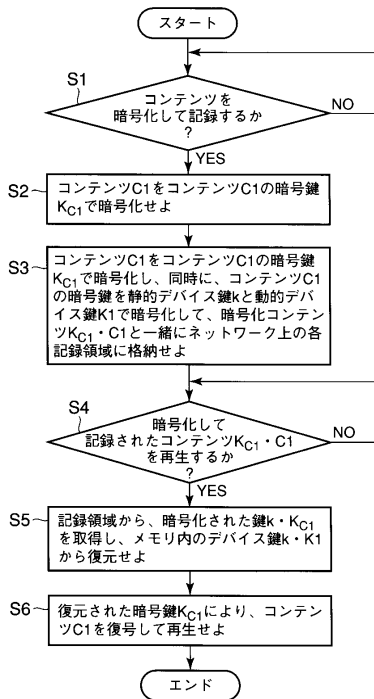 スタート
S1
コンテンツを
暗号化して記録するか
?
NO
YES
S2
コンテンツC1をコンテンツC1の暗号鍵
KC1で暗号化せよ
S3
コンテンツC1をコンテンツC1の暗号鍵
KC1で暗号化し、同時に、コンテンツC1
の暗号鍵を静的デバイス鍵kと動的デバ
イス鍵K1で暗号化して、暗号化コンテ
ンツKC1・C1と一緒にネットワーク上の各
記録領域に格納せよ
S4
暗号化して
記録されたコンテンツKC1・C1
を再生するか
?
NO
YES
S5
記録領域から、暗号化された鍵k・KC1
を取得し、メモリ内のデバイス鍵k・K1
から復元せよ
S6
復元された暗号鍵KC1により、コンテン
ツC1を復号して再生せよ
エンド